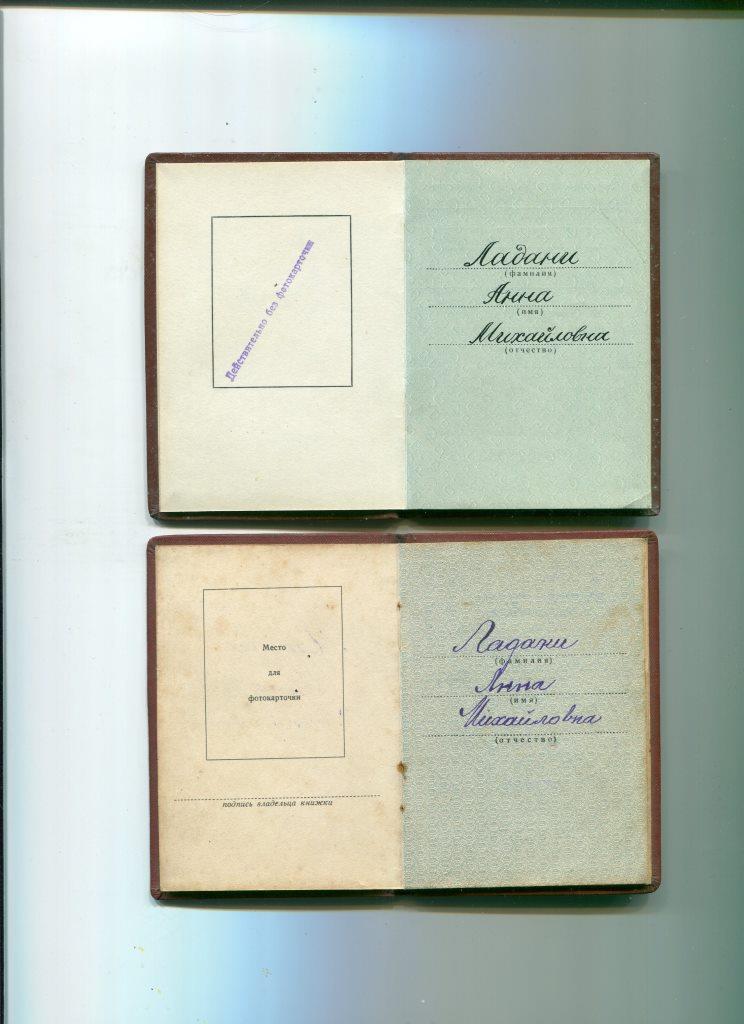 Действительно без фотокарточки
Ладани
(фамилия)
Анна
(имя)
Михайловна
(отчество)
Место
для
фотокарточки
подпись владельца книжки
Ладани
(фамилия)
Анна
(имя)
Михайловна
(отчество)